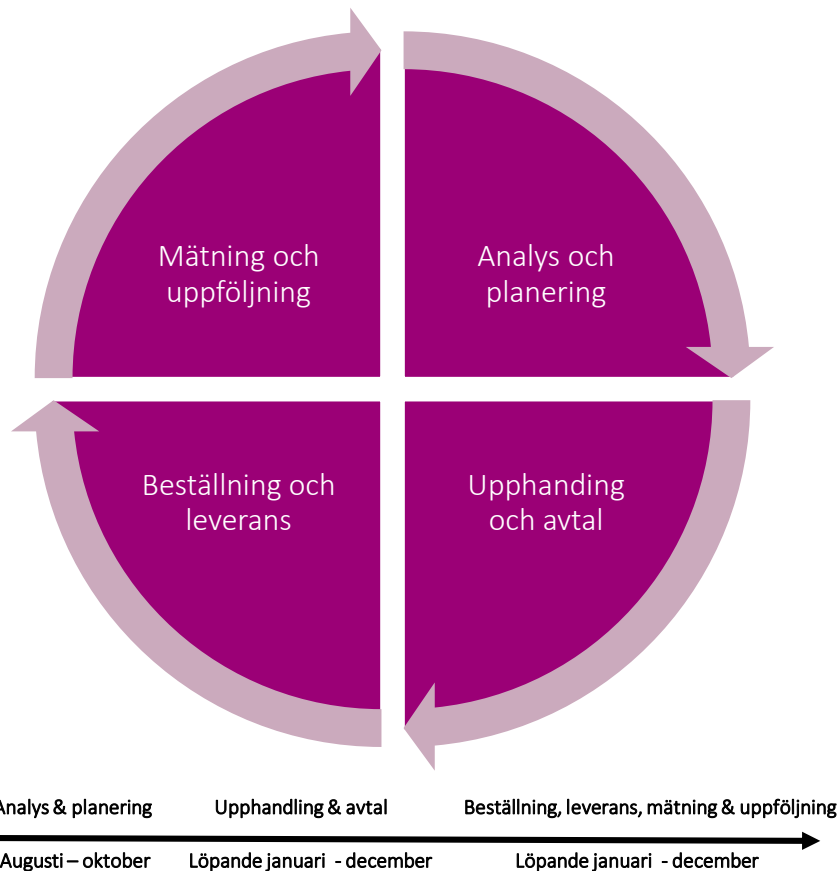 Mätning och
uppföljning
Analys och
planering
Beställning och
leverans
Upphanding
och avtal
Analys & planering
Upphandling & avtal
Beställning, leverans, mätning & uppföljning
Augusti – oktober
Löpande januari - december
Löpande januari - december